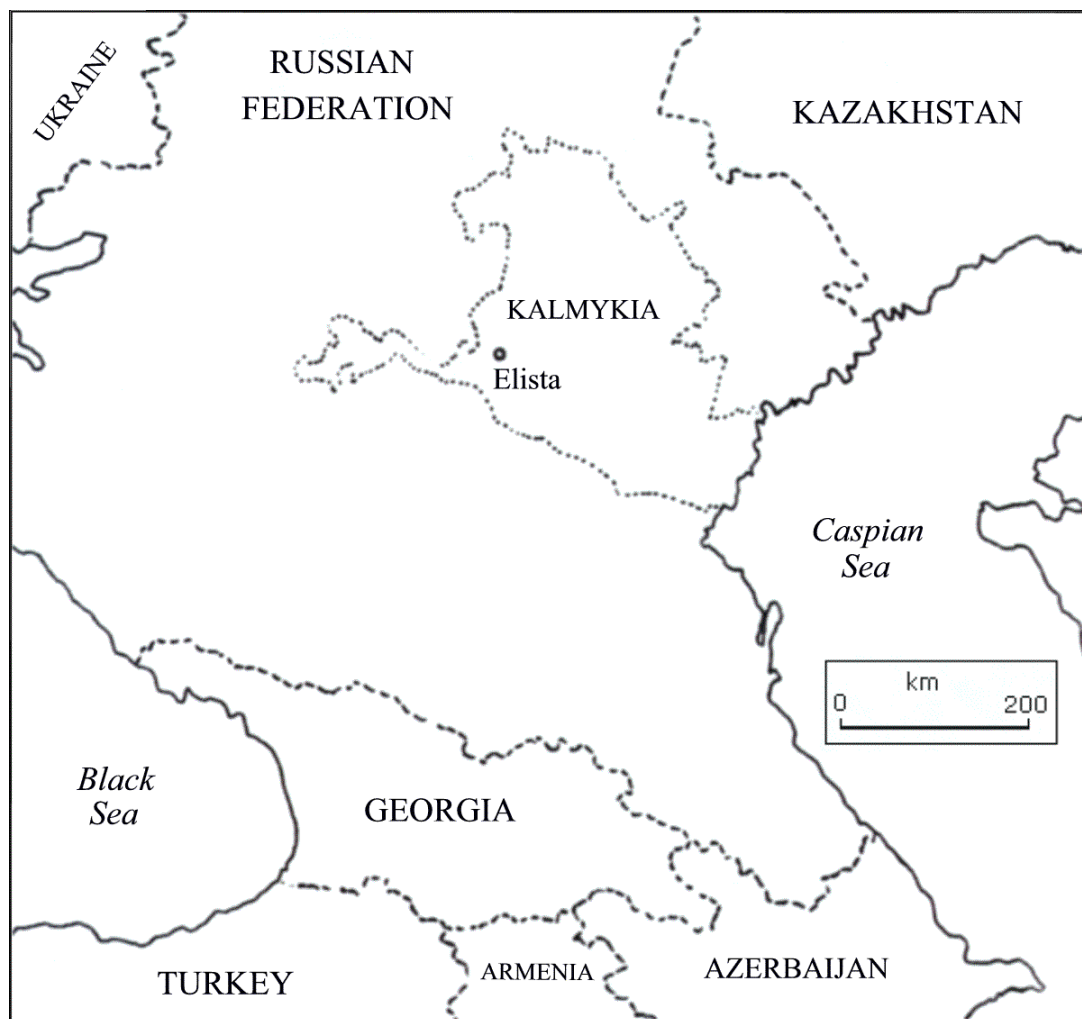 UKRAINE
RUSSIAN
FEDERATION
KAZAKHSTAN
KALMYKIA
Elista
Caspian
Sea
km
0 200
Black
Sea
GEORGIA
TURKEY
ARMENIA
AZERBAIJAN